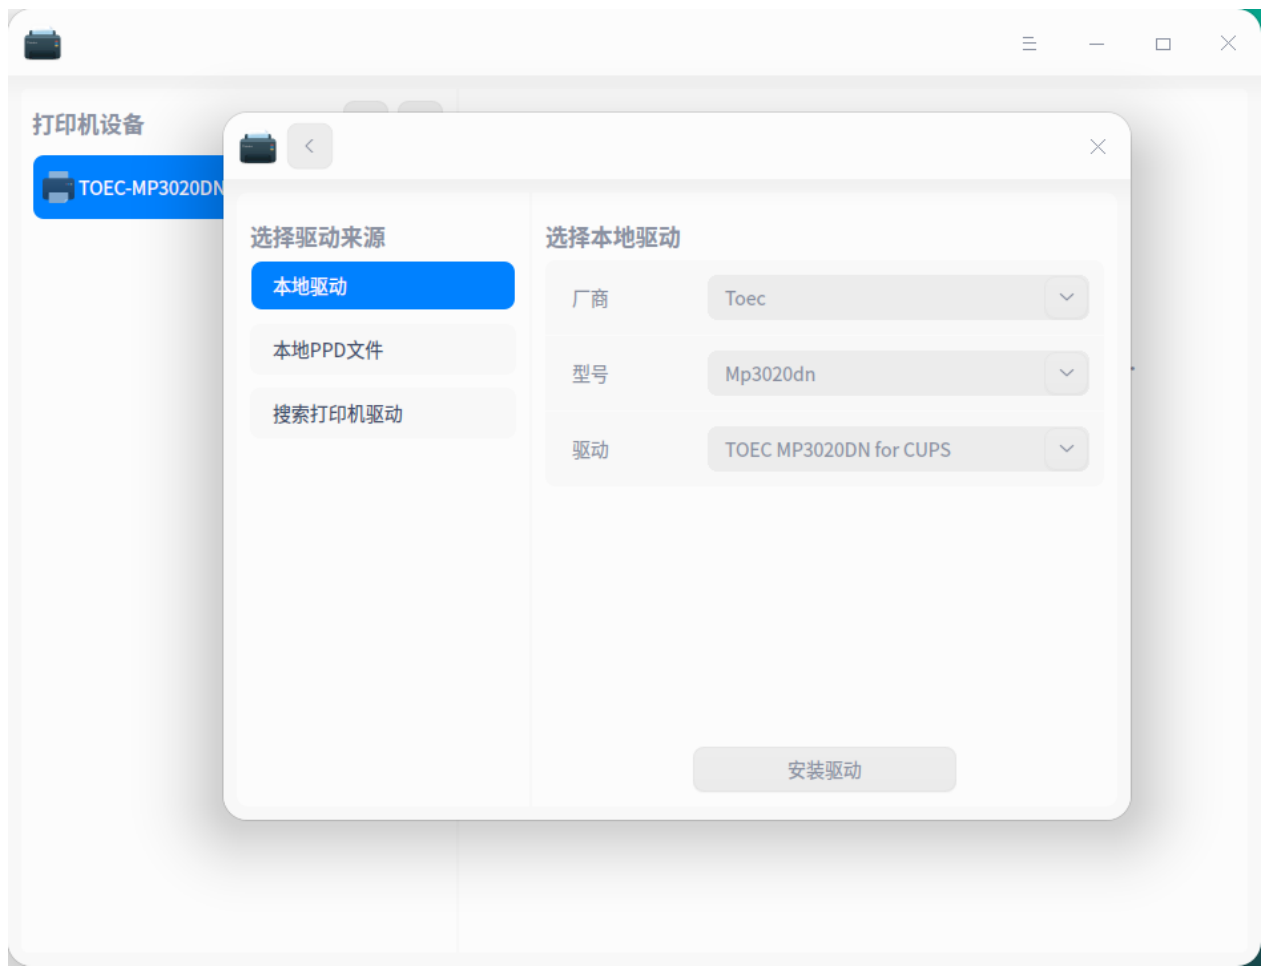 打印机设备
TOEC-MP3020DN
选择驱动来源
本地驱动
本地PPD文件
搜索打印机驱动
选择本地驱动
厂商
Toec
型号
Mp3020dn
驱动
TOEC MP3020DN for CUPS
安装驱动